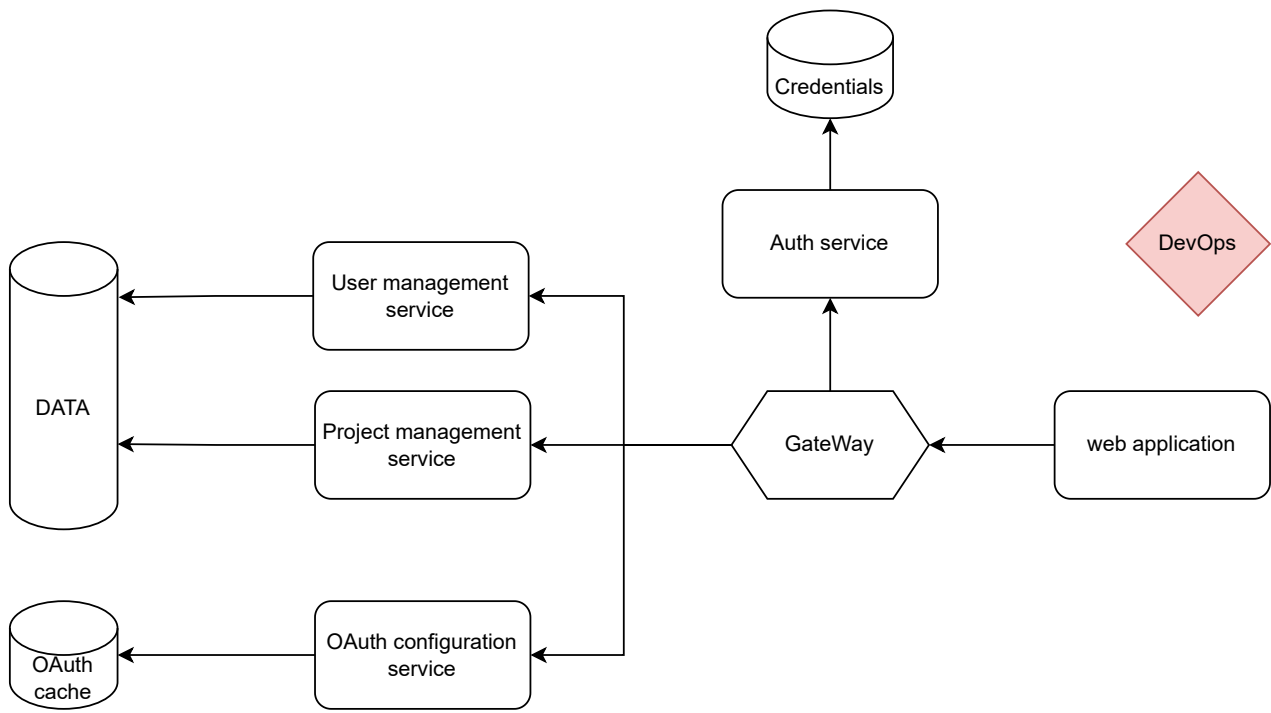 Credentials
Auth service
DevOps
User management
service
DATA
Project management
service
GateWay
web application
OAuth configuration
service
OAuth
cache